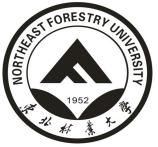 NORTHEAST FORESTRY UNIVERSITY
1952
东北林业大学